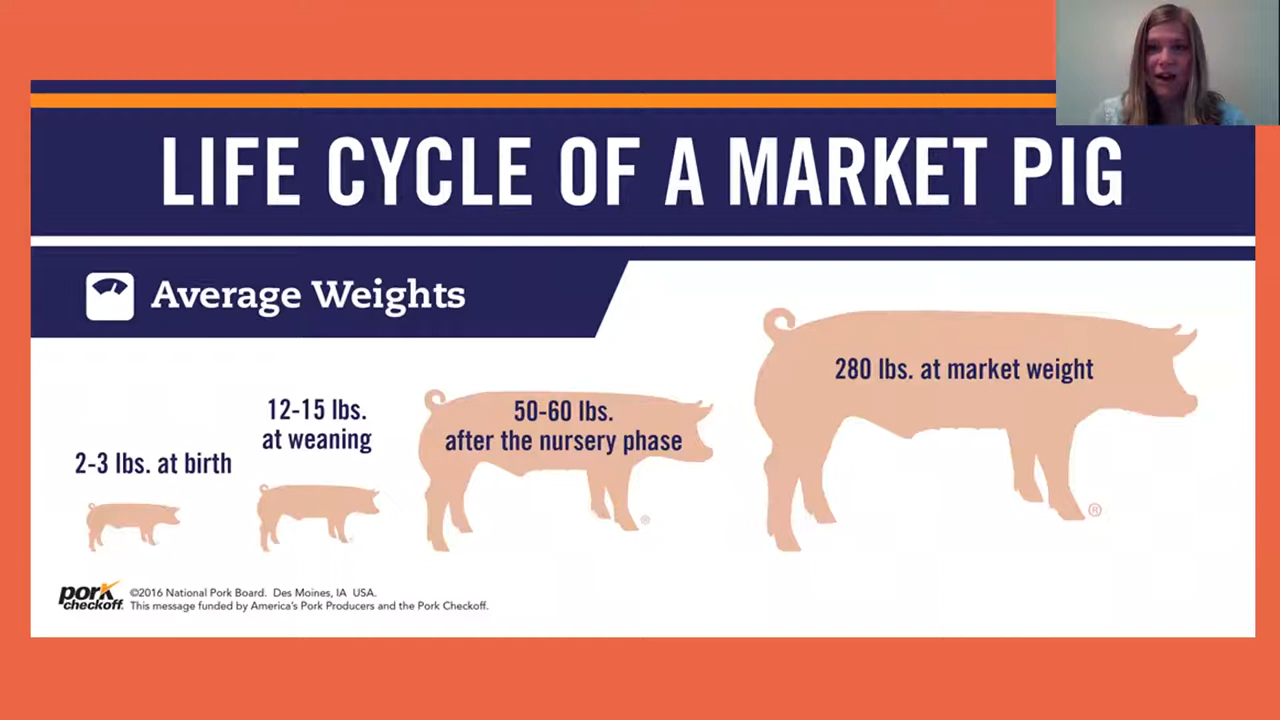 LIFE CYCLE OF A MARKET PIG
Average Weights
2-3 lbs. at birth
12-15 lbs.
at weaning
50-60 lbs.
after the nursery phase
®
280 lbs. at market weight
®
pork
checkoff.
©2016 National Pork Board. Des Moines, IA USA.
This message funded by America's Pork Producers and the Pork Checkoff.